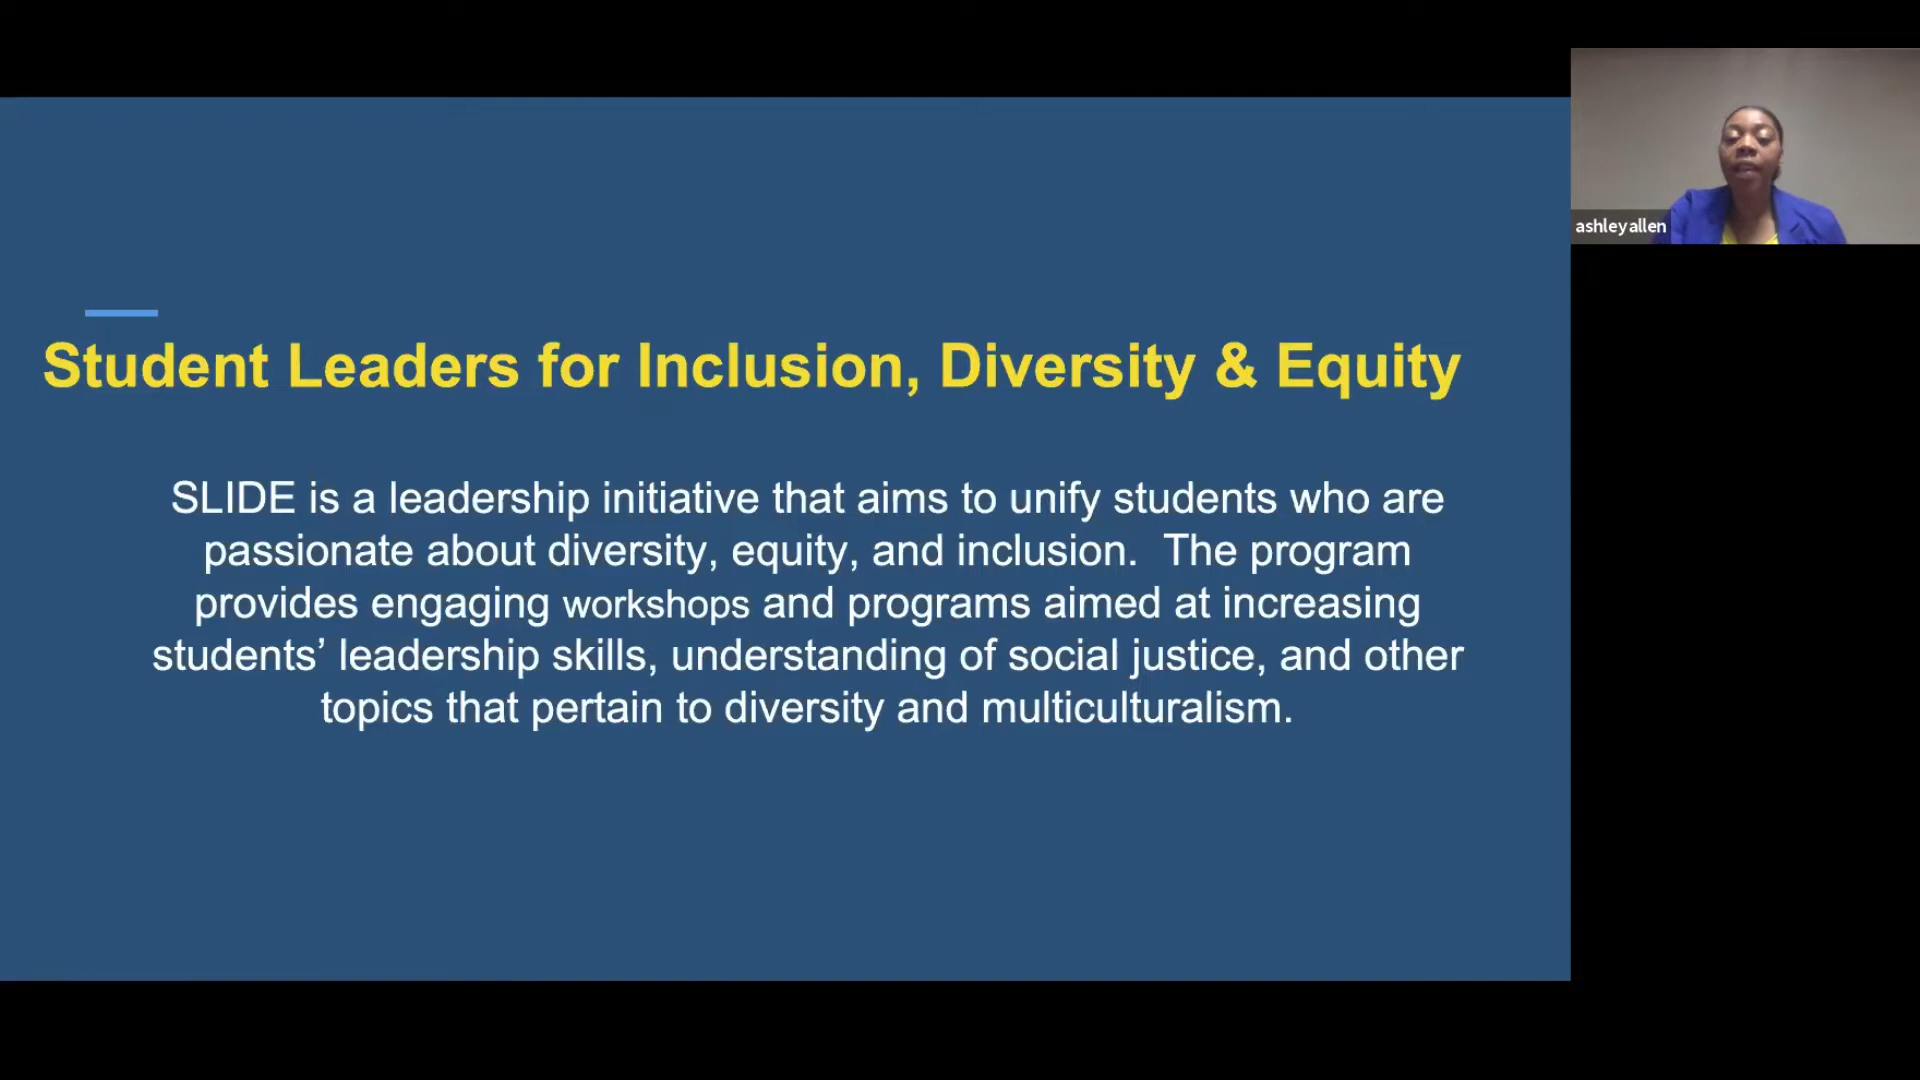 Student Leaders for Inclusion, Diversity & Equity
SLIDE is a leadership initiative that aims to unify students who are
passionate about diversity, equity, and inclusion.  The program
provides engaging workshops and programs aimed at increasing
students’ leadership skills, understanding of social justice, and other
topics that pertain to diversity and multiculturalism.
ashley allen